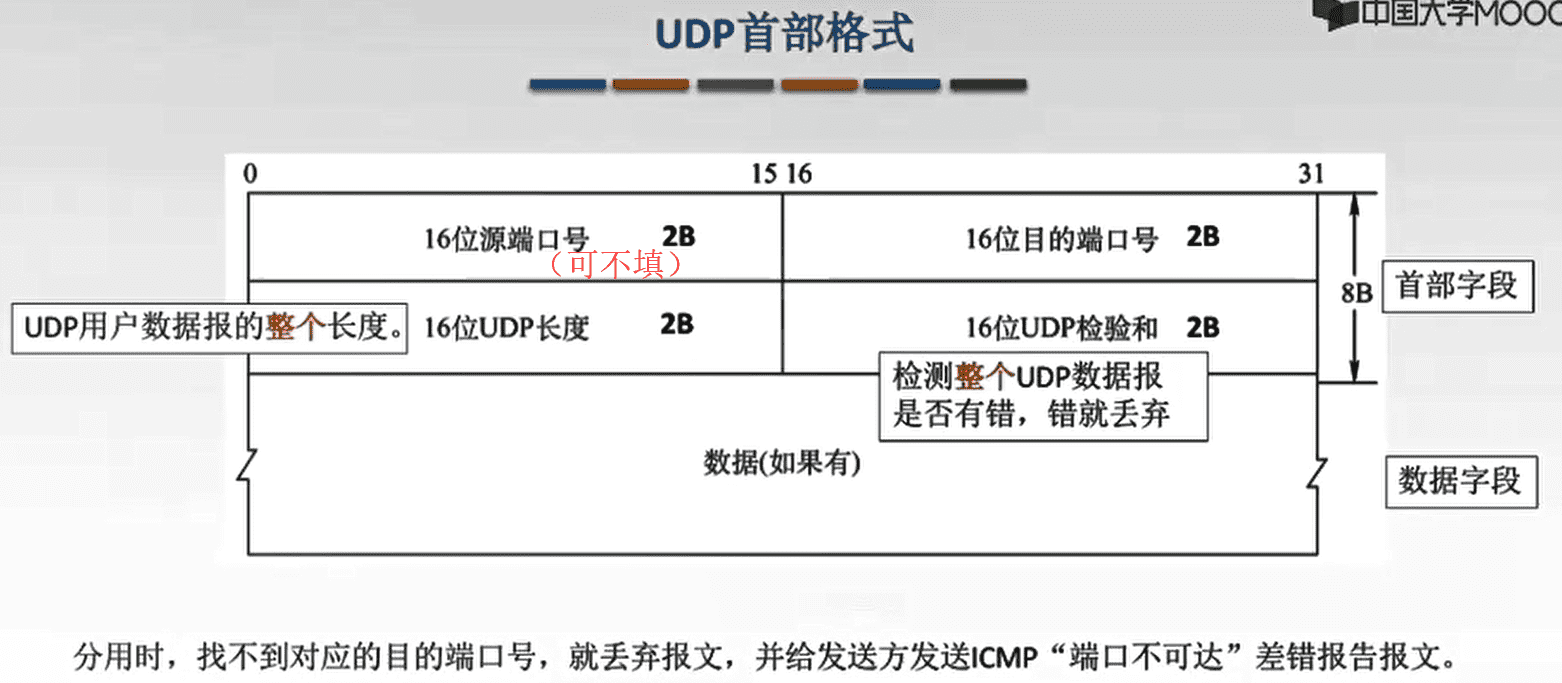 中国大学MOOC
UDP首部格式
0 15 16 31
16位源端口号 2B 16位目的端口号 2B
（可不填）
8B 首部字段
UDP用户数据报的整个长度。 16位UDP长度 2B 16位UDP检验和 2B
检测整个UDP数据报
是否有错，错就丢弃
数据(如果有)
数据字段
分用时，找不到对应的目的端口号，就丢弃报文，并给发送方发送ICMP“端口不可达”差错报告报文。